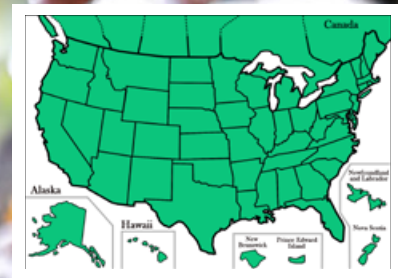 Canada
Alaska
Hawaii
New
Brunswick
Prince Edward
Island
Newfoundland
and Labrador
Nova Scotia